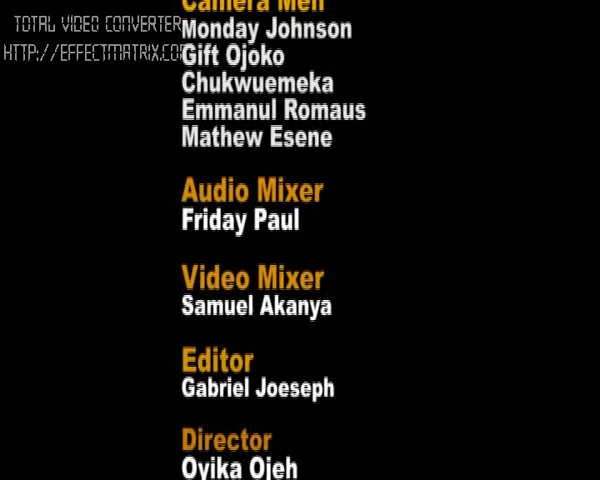 Camera Men
TOTAL VIDEO CONVERTER
Monday Johnson
HTTP://EFFECTMATRIX.COM
Gift Ojoko
Chukwuemeka
Emmanul Romaus
Mathew Esene
Audio Mixer
Friday Paul
Video Mixer
Samuel Akanya
Editor
Gabriel Joeseph
Director
Oyika Ojeh